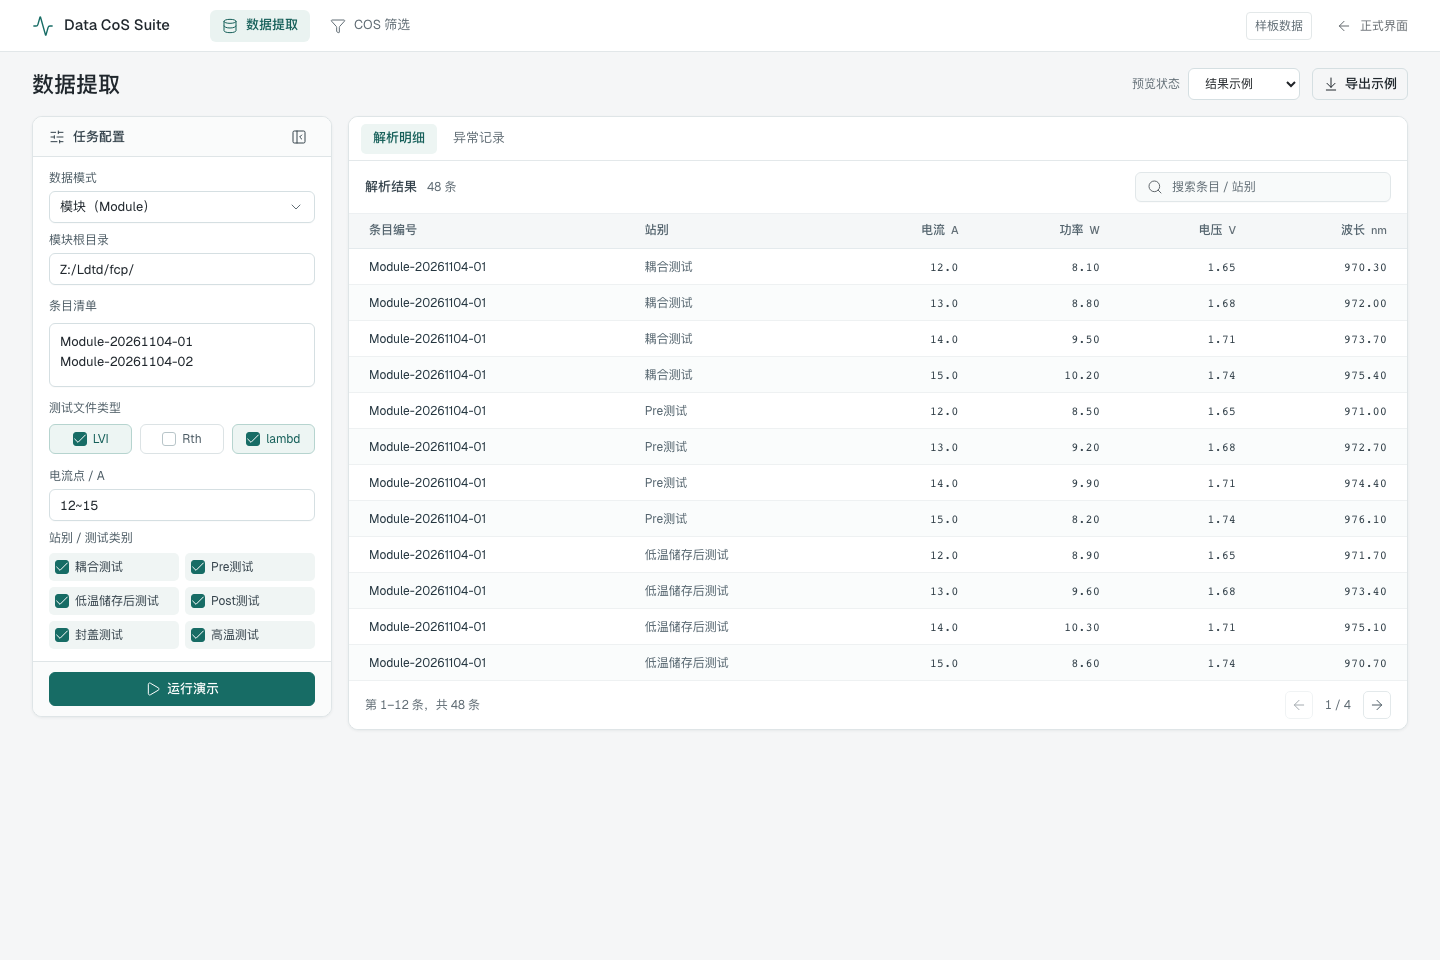 Data CoS Suite 数据提取 COS 筛选 样板数据 正式界面
数据提取 预览状态 结果示例 导出示例
任务配置
数据模式
模块（Module）
模块根目录
Z:/Ldtd/fcp/
条目清单
Module-20261104-01
Module-20261104-02
测试文件类型
LVI Rth lambd
电流点 / A
12~15
站别 / 测试类别
耦合测试 Pre测试
低温储存后测试 Post测试
封盖测试 高温测试
运行演示
解析明细 异常记录
解析结果 48 条 搜索条目 / 站别
条目编号 站别 电流 A 功率 W 电压 V 波长 nm
Module-20261104-01 耦合测试 12.0 8.10 1.65 970.30
Module-20261104-01 耦合测试 13.0 8.80 1.68 972.00
Module-20261104-01 耦合测试 14.0 9.50 1.71 973.70
Module-20261104-01 耦合测试 15.0 10.20 1.74 975.40
Module-20261104-01 Pre测试 12.0 8.50 1.65 971.00
Module-20261104-01 Pre测试 13.0 9.20 1.68 972.70
Module-20261104-01 Pre测试 14.0 9.90 1.71 974.40
Module-20261104-01 Pre测试 15.0 8.20 1.74 976.10
Module-20261104-01 低温储存后测试 12.0 8.90 1.65 971.70
Module-20261104-01 低温储存后测试 13.0 9.60 1.68 973.40
Module-20261104-01 低温储存后测试 14.0 10.30 1.71 975.10
Module-20261104-01 低温储存后测试 15.0 8.60 1.74 970.70
第 1–12 条，共 48 条 1 / 4